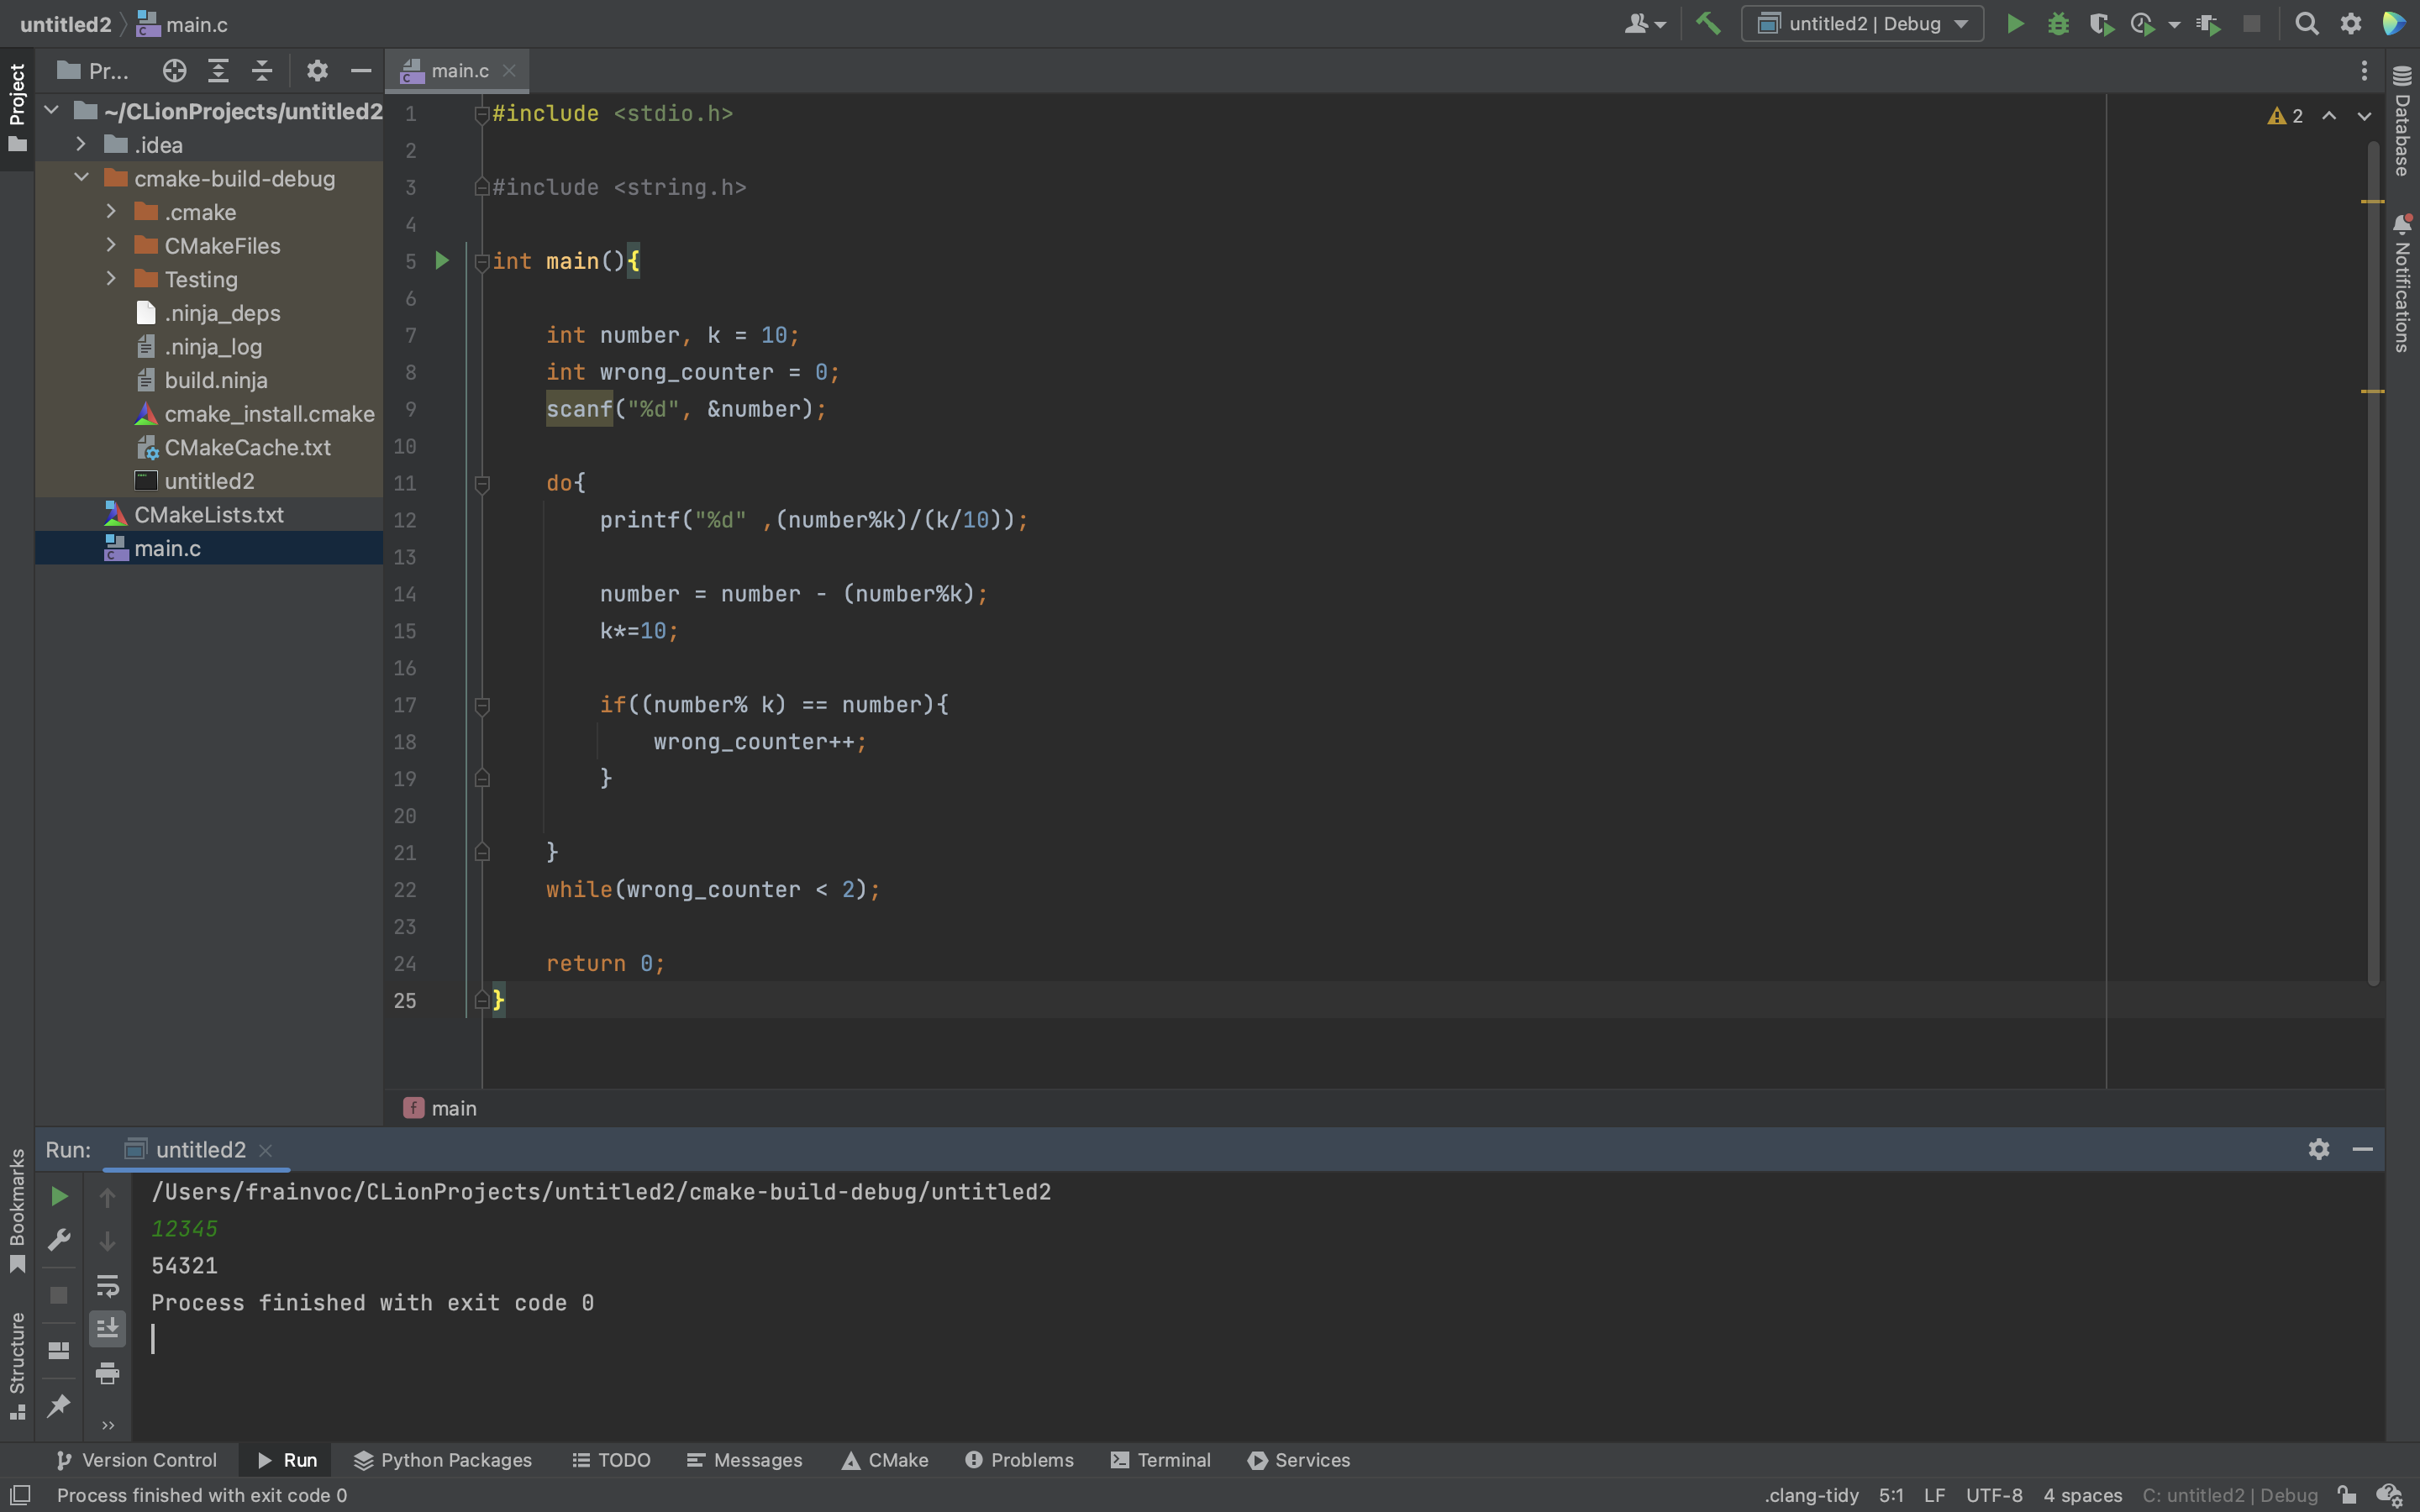 untitled2
main.c
untitled2 | Debug
Project
Pr...
main.c
~/CLionProjects/untitled2
.idea
cmake-build-debug
.cmake
CMakeFiles
Testing
.ninja_deps
.ninja_log
build.ninja
cmake_install.cmake
CMakeCache.txt
untitled2
CMakeLists.txt
main.c
1 #include <stdio.h>
2
3 #include <string.h>
4
5 int main(){
6
7 int number, k = 10;
8 int wrong_counter = 0;
9 scanf("%d", &number);
10
11 do{
12 printf("%d" ,(number%k)/(k/10));
13
14 number = number - (number%k);
15 k*=10;
16
17 if((number% k) == number){
18 wrong_counter++;
19 }
20
21 }
22 while(wrong_counter < 2);
23
24 return 0;
25 }
2
Database
Notifications
f main
Run:
untitled2
/Users/frainvoc/CLionProjects/untitled2/cmake-build-debug/untitled2
12345
54321
Process finished with exit code 0
Bookmarks
Structure
Version Control
Run
Python Packages
TODO
Messages
CMake
Problems
Terminal
Services
Process finished with exit code 0
.clang-tidy
5:1
LF
UTF-8
4 spaces
C: untitled2 | Debug